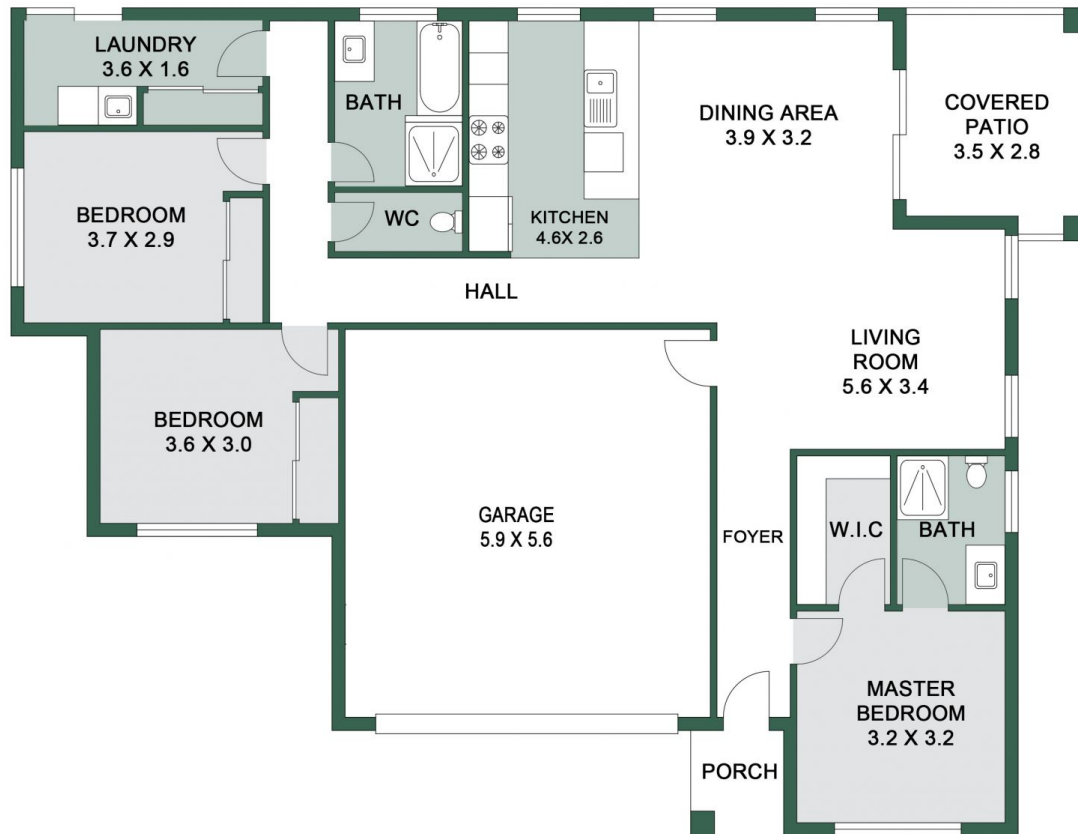 LAUNDRY
3.6 X 1.6
BATH
DINING AREA
3.9 X 3.2
COVERED
PATIO
3.5 X 2.8
BEDROOM
3.7 X 2.9
WC
KITCHEN
4.6X 2.6
HALL
LIVING
ROOM
5.6 X 3.4
BEDROOM
3.6 X 3.0
GARAGE
5.9 X 5.6
FOYER
W.I.C
BATH
MASTER
BEDROOM
3.2 X 3.2
PORCH